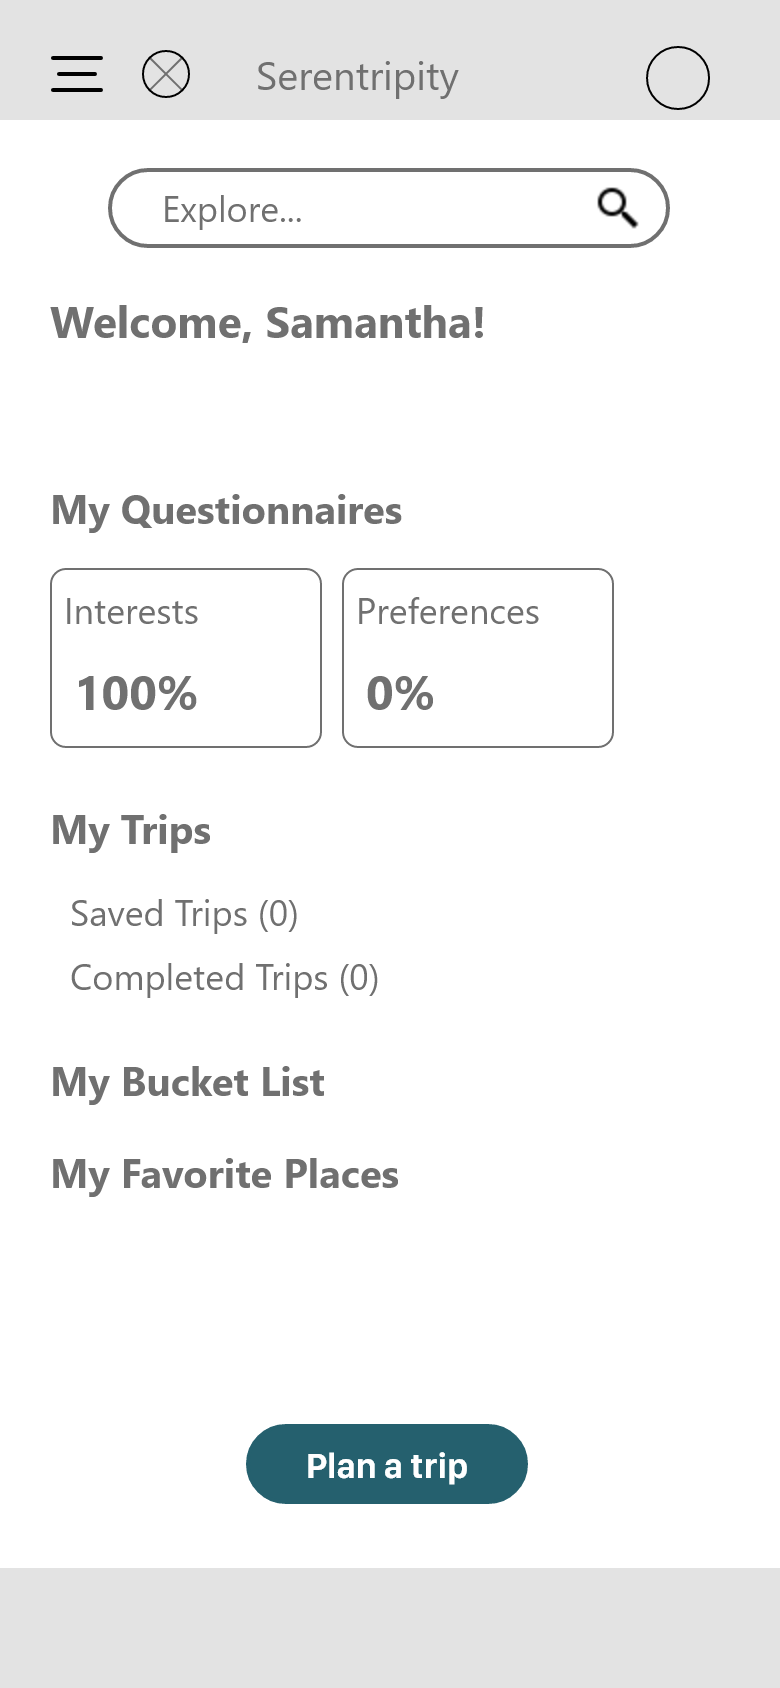 Serentripity
Explore...
Welcome, Samantha!
My Questionnaires
Interests
100%
Preferences
0%
My Trips
Saved Trips (0)
Completed Trips (0)
My Bucket List
My Favorite Places
Plan a trip